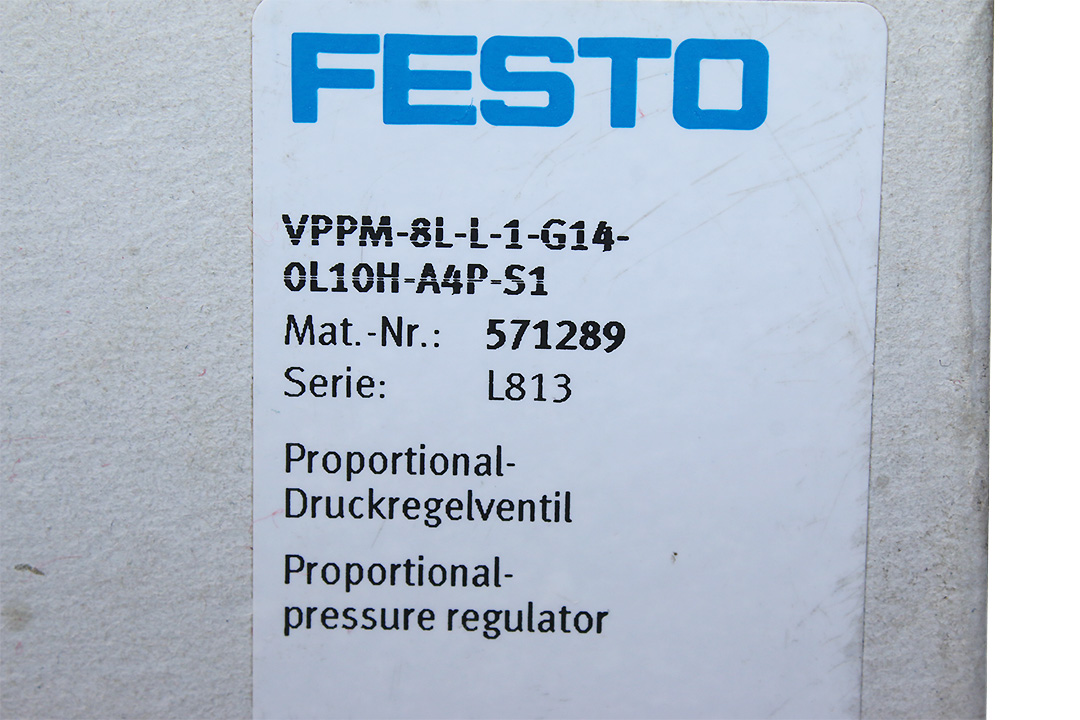 FESTO
VPPM-8L-L-1-G14-
0L10H-A4P-S1
Mat.-Nr.: 571289
Serie: L813
Proportional-
Druckregelventil
Proportional-
pressure regulator